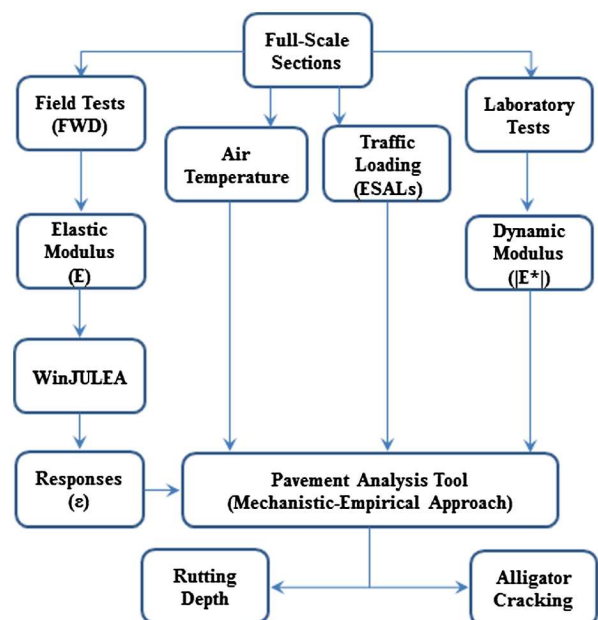 Full-Scale
Sections
Field Tests
(FWD)
Air
Temperature
Traffic
Loading
(ESALs)
Laboratory
Tests
Elastic
Modulus
(E)
Dynamic
Modulus
(|E*|)
WinJULEA
Responses
(ε)
Pavement Analysis Tool
(Mechanistic-Empirical Approach)
Rutting
Depth
Alligator
Cracking